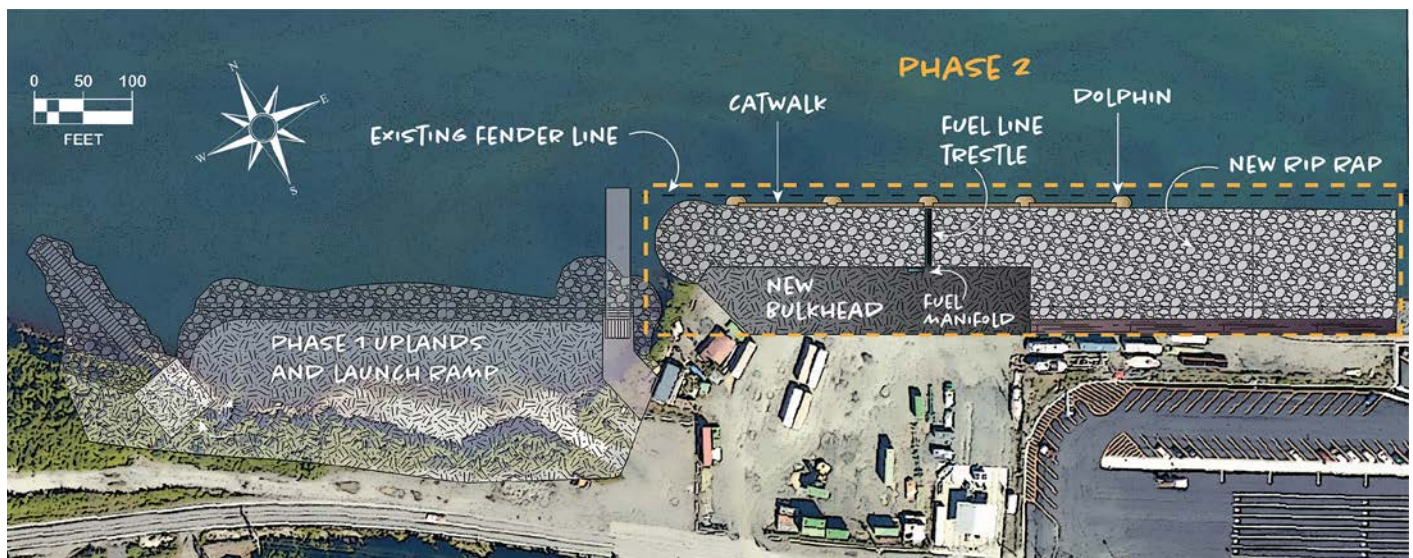 PHASE 2
0 50 100
FEET
N
E
W
S
CATWALK
DOLPHIN
EXISTING FENDER LINE
FUEL LINE
TRESTLE
NEW RIP RAP
NEW
BULKHEAD
FUEL
MANIFOLD
PHASE 1 UPLANDS
AND LAUNCH RAMP